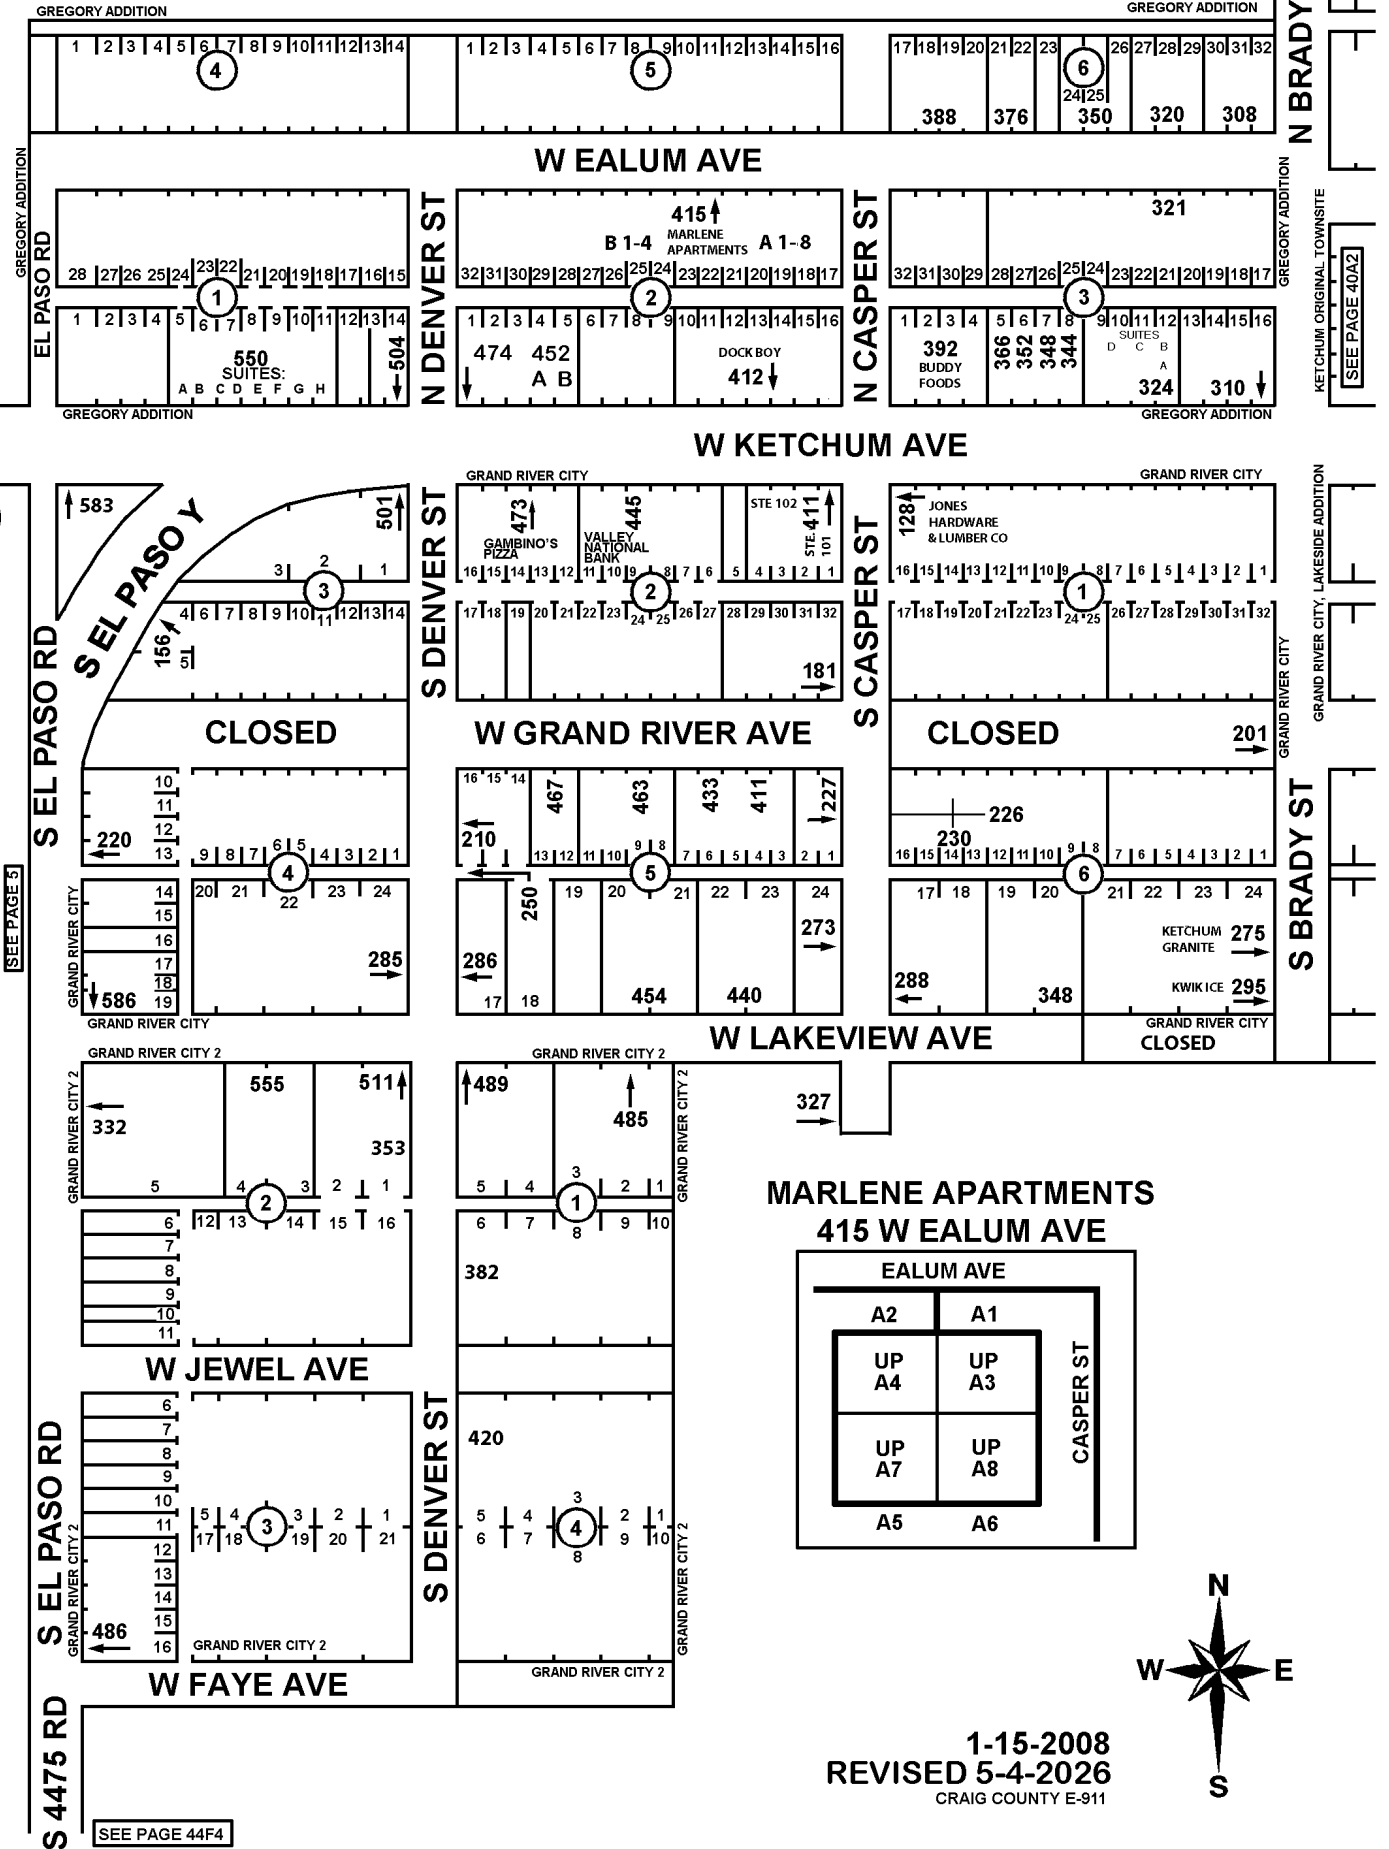 GREGORY ADDITION
GREGORY ADDITION
1 2 3 4 5 6 7 8 9 10 11 12 13 14
4
1 2 3 4 5 6 7 8 9 10 11 12 13 14 15 16
5
17 18 19 20 21 22 23 26 27 28 29 30 31 32
6
24 25
388 376 350 320 308
N BRADY
W EALUM AVE
GREGORY ADDITION
EL PASO RD
N DENVER ST
N CASPER ST
GREGORY ADDITION
KETCHUM ORIGINAL TOWNSITE
SEE PAGE 40A2
28 27 26 25 24 23 22 21 20 19 18 17 16 15
1
1 2 3 4 5 6 7 8 9 10 11 12 13 14
550
SUITES:
A B C D E F G H
504
GREGORY ADDITION
415
MARLENE
APARTMENTS
B 1-4
A 1-8
32 31 30 29 28 27 26 25 24 23 22 21 20 19 18 17
2
1 2 3 4 5 6 7 8 9 10 11 12 13 14 15 16
474 452
A B
DOCK BOY
412
321
32 31 30 29 28 27 26 25 24 23 22 21 20 19 18 17
3
1 2 3 4 5 6 7 8 9 10 11 12 13 14 15 16
392
BUDDY
FOODS
366
352
348
344
SUITES
D C B
A
324
310
GREGORY ADDITION
W KETCHUM AVE
583
S EL PASO Y
501
3 2 1
3
4 6 7 8 9 10 11 12 13 14
156
5
S DENVER ST
GRAND RIVER CITY
473
GAMBINO'S
PIZZA
445
VALLEY
NATIONAL
BANK
STE 102
STE. 411
101
16 15 14 13 12 11 10 9 8 7 6 5 4 3 2 1
2
17 18 19 20 21 22 23 24 25 26 27 28 29 30 31 32
181
S CASPER ST
GRAND RIVER CITY
128
JONES
HARDWARE
& LUMBER CO
16 15 14 13 12 11 10 9 8 7 6 5 4 3 2 1
1
17 18 19 20 21 22 23 24 25 26 27 28 29 30 31 32
GRAND RIVER CITY, LAKESIDE ADDITION
GRAND RIVER CITY
S EL PASO RD
CLOSED
W GRAND RIVER AVE
CLOSED
201
10
11
12
13
220
9 8 7 6 5 4 3 2 1
4
20 21 22 23 24
14
15
16
17
18
19
285
586
GRAND RIVER CITY
GRAND RIVER CITY
SEE PAGE 5
16 15 14
467
463
433
411
227
210
13 12 11 10 9 8 7 6 5 4 3 2 1
5
250
19 20 21 22 23 24
286
273
17 18
454
440
226
230
16 15 14 13 12 11 10 9 8 7 6 5 4 3 2 1
6
17 18 19 20 21 22 23 24
KETCHUM
GRANITE
275
288
348
KWIK ICE
295
S BRADY ST
W LAKEVIEW AVE
GRAND RIVER CITY
CLOSED
GRAND RIVER CITY 2
GRAND RIVER CITY 2
GRAND RIVER CITY 2
332
555
511
353
5 4 3 2 1
2
12 13 14 15 16
6
7
8
9
10
11
489
485
5 4 3 2 1
1
6 7 8 9 10
382
GRAND RIVER CITY 2
327
W JEWEL AVE
6
7
8
9
10
11
12
13
14
15
16
5 4 3 2 1
3
17 18 19 20 21
486
GRAND RIVER CITY 2
S EL PASO RD
GRAND RIVER CITY 2
S DENVER ST
420
5 4 3 2 1
4
6 7 8 9 10
GRAND RIVER CITY 2
GRAND RIVER CITY 2
W FAYE AVE
S 4475 RD
SEE PAGE 44F4
MARLENE APARTMENTS
415 W EALUM AVE
EALUM AVE
A2 A1
UP
A4
UP
A3
UP
A7
UP
A8
A5 A6
CASPER ST
N
W E
S
1-15-2008
REVISED 5-4-2026
CRAIG COUNTY E-911